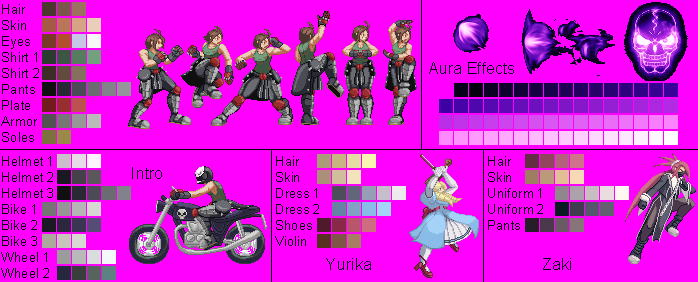 Hair
Skin
Eyes
Shirt 1
Shirt 2
Pants
Plate
Armor
Soles
Aura Effects
Helmet 1
Helmet 2
Helmet 3
Bike 1
Bike 2
Bike 3
Wheel 1
Wheel 2
Intro
Hair
Skin
Dress 1
Dress 2
Shoes
Violin
Yurika
Hair
Skin
Uniform 1
Uniform 2
Pants
Zaki